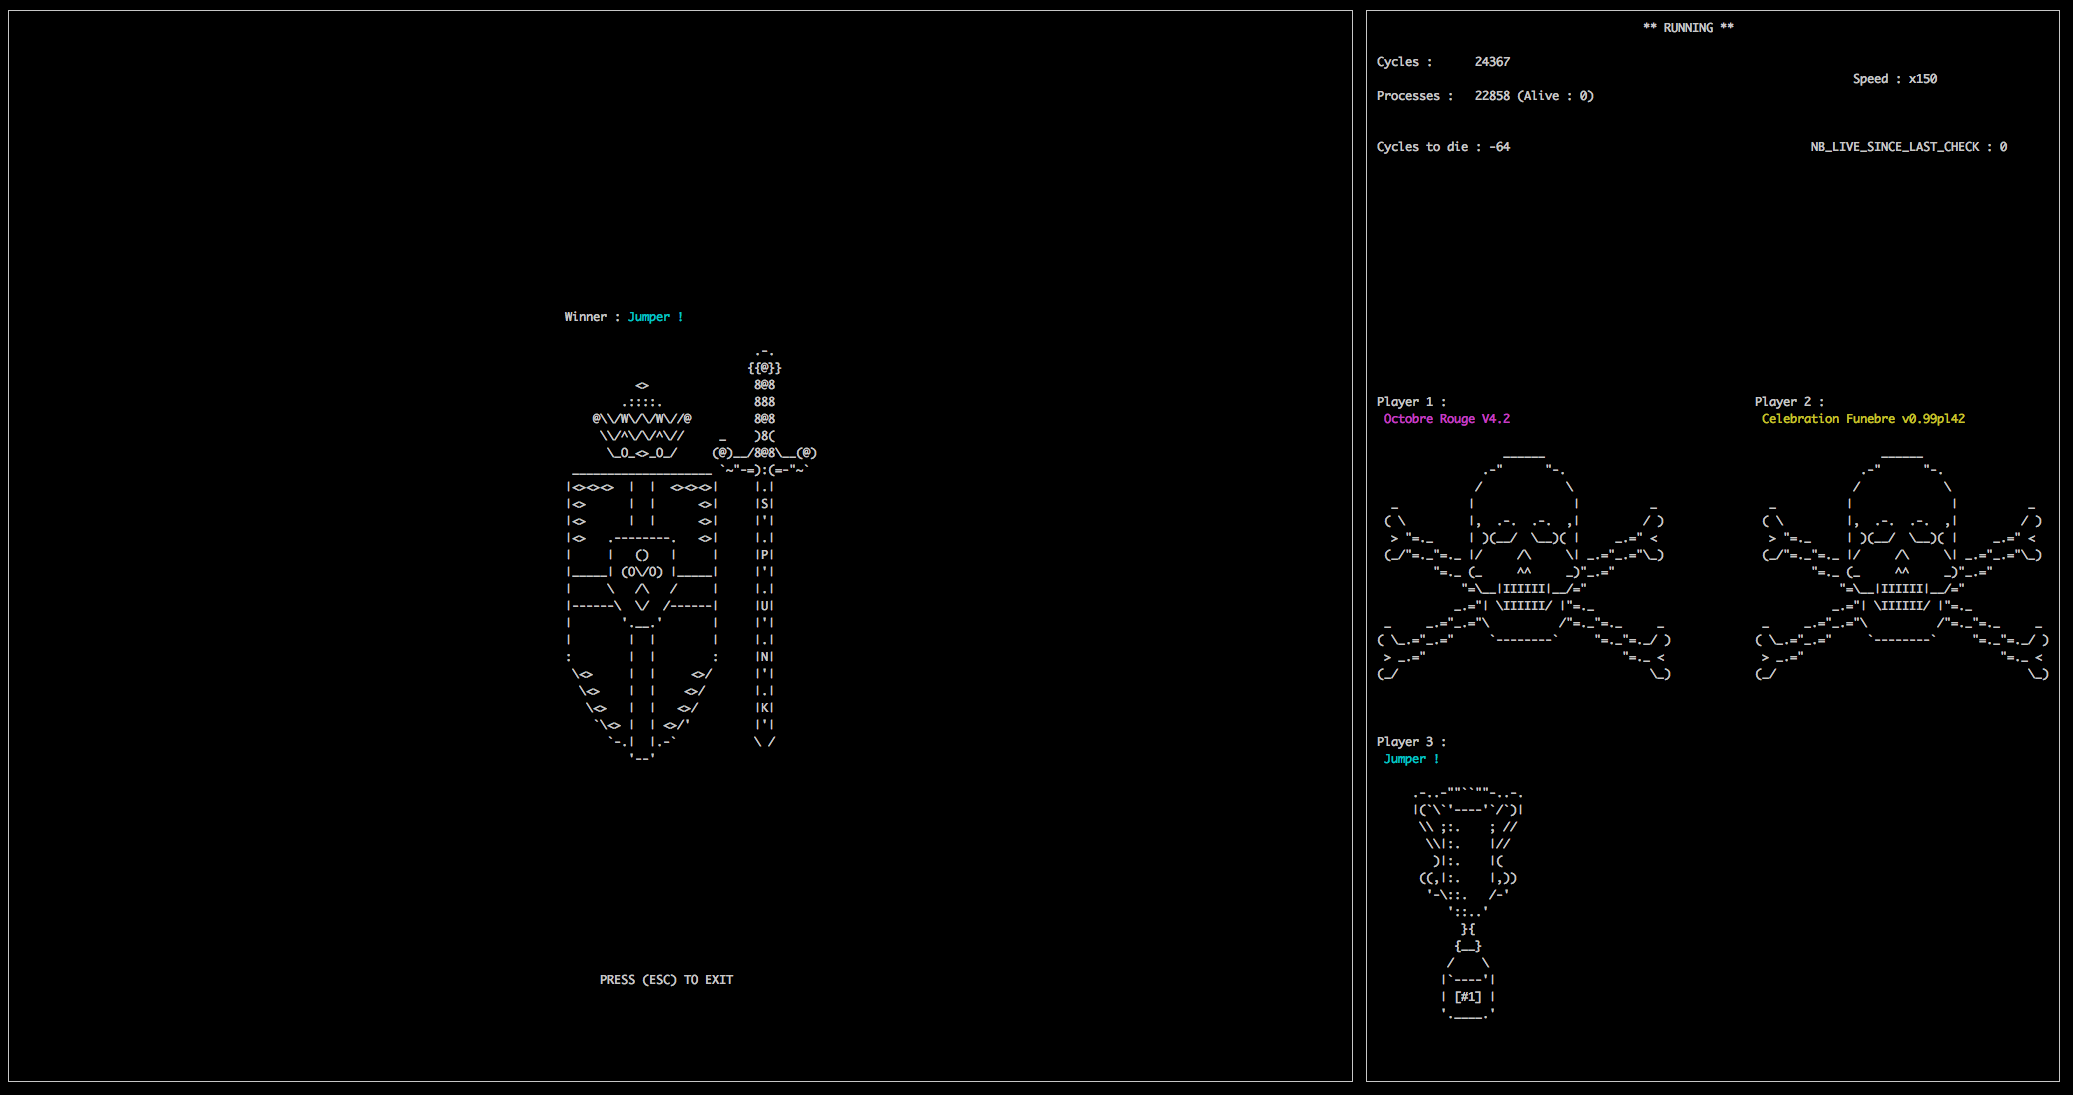 Winner : Jumper !
S
P
U
N
K
PRESS (ESC) TO EXIT
** RUNNING **
Cycles : 24367
Speed : x150
Processes : 22858 (Alive : 0)
Cycles to die : -64
NB_LIVE_SINCE_LAST_CHECK : 0
Player 1 :
Octobre Rouge V4.2
Player 2 :
Celebration Funebre v0.99pl42
Player 3 :
Jumper !
[#1]